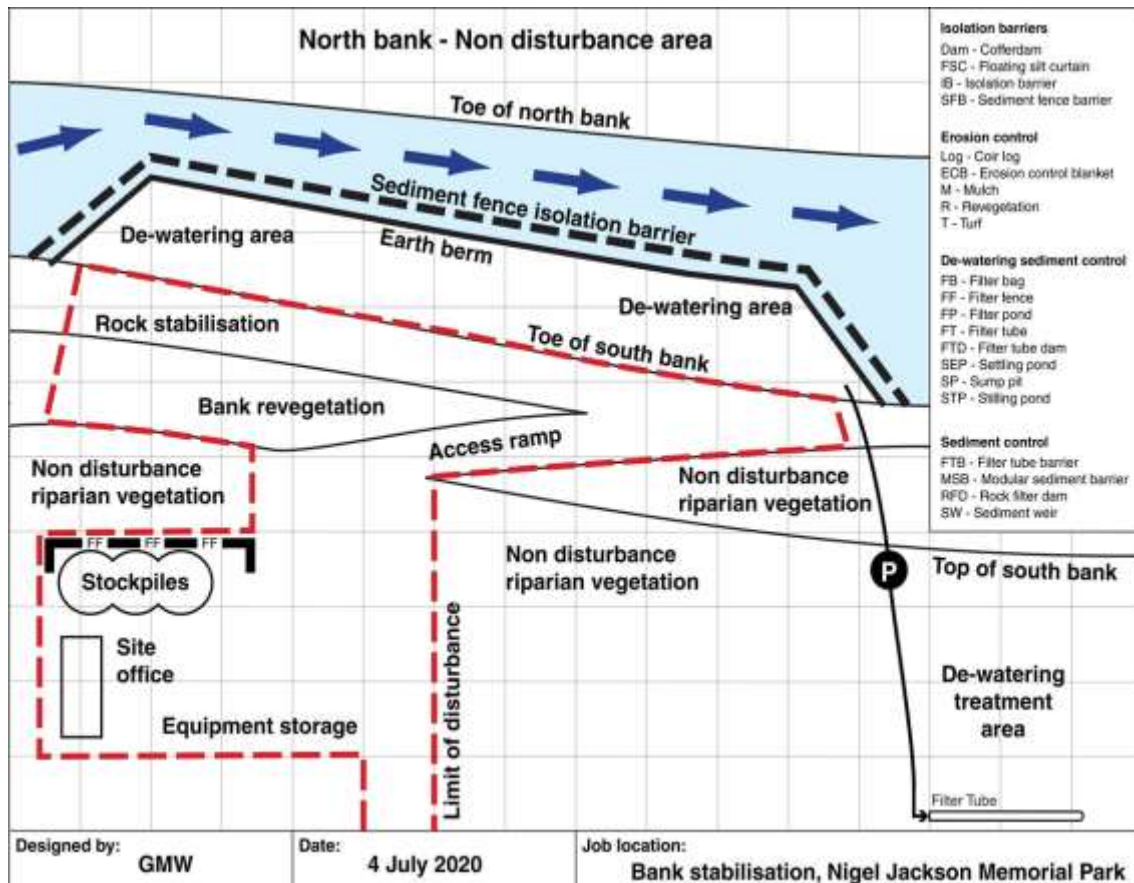 North bank - Non disturbance area
Toe of north bank
Sediment fence isolation barrier
De-watering area
Earth berm
De-watering area
Rock stabilisation
Toe of south bank
Bank revegetation
Access ramp
Non disturbance
riparian vegetation
Non disturbance
riparian vegetation
Non disturbance
riparian vegetation
FF
FF
FF
Stockpiles
P
Top of south bank
Site
office
Equipment storage
Limit of disturbance
De-watering
treatment
area
Filter Tube
Isolation barriers
Dam - Cofferdam
FSC - Floating silt curtain
IB - Isolation barrier
SFB - Sediment fence barrier
Erosion control
Log - Coir log
ECB - Erosion control blanket
M - Mulch
R - Revegetation
T - Turf
De-watering sediment control
FB - Filter bag
FF - Filter fence
FP - Filter pond
FT - Filter tube
FTD - Filter tube dam
SEP - Settling pond
SP - Sump pit
STP - Stilling pond
Sediment control
FTB - Filter tube barrier
MSB - Modular sediment barrier
RFD - Rock filter dam
SW - Sediment weir
Designed by:
GMW
Date:
4 July 2020
Job location:
Bank stabilisation, Nigel Jackson Memorial Park